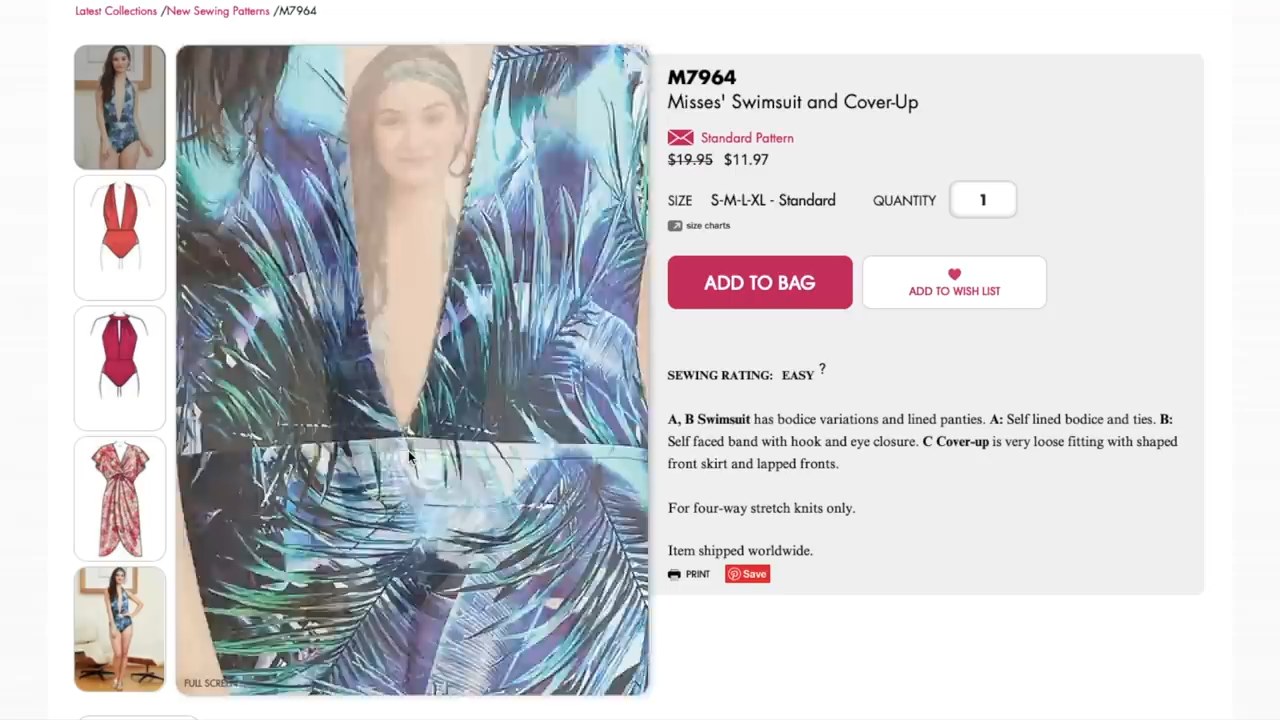 Latest Collections /New Sewing Patterns /M7964
M7964
Misses' Swimsuit and Cover-Up
Standard Pattern
$19.95 $11.97
SIZE S-M-L-XL - Standard QUANTITY 1
size charts
ADD TO BAG
ADD TO WISH LIST
SEWING RATING: EASY ?
A, B Swimsuit has bodice variations and lined panties. A: Self lined bodice and ties. B:
Self faced band with hook and eye closure. C Cover-up is very loose fitting with shaped
front skirt and lapped fronts.
For four-way stretch knits only.
Item shipped worldwide.
PRINT Save
FULL SCREEN